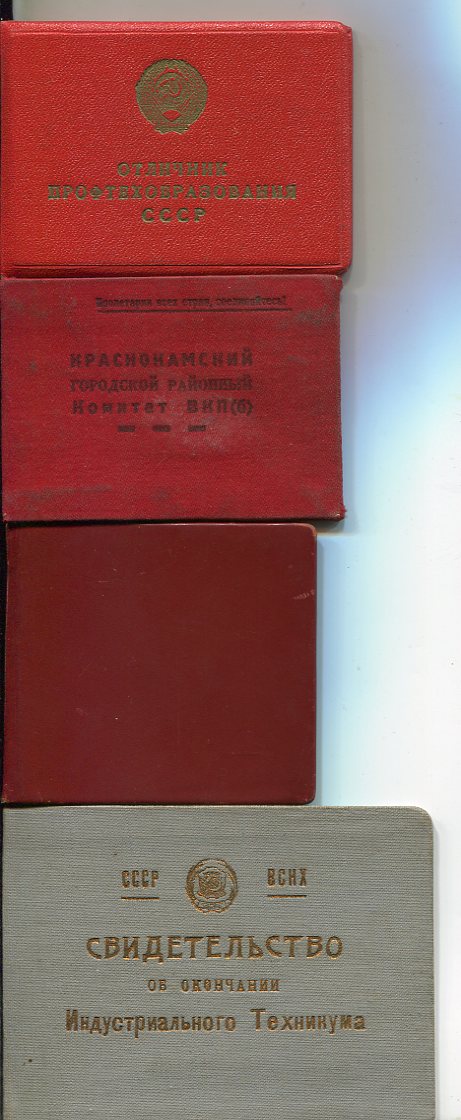 ОТЛИЧНИК
ПРОФТЕХОБРАЗОВАНИЯ
СССР
Пролетарии всех стран, соединяйтесь!
КРАСНОКАМСКИЙ
ГОРОДСКОЙ РАЙОННЫЙ
Комитет ВКП(б)
СССР ВСНХ
СВИДЕТЕЛЬСТВО
ОБ ОКОНЧАНИИ
Индустриального Техникума